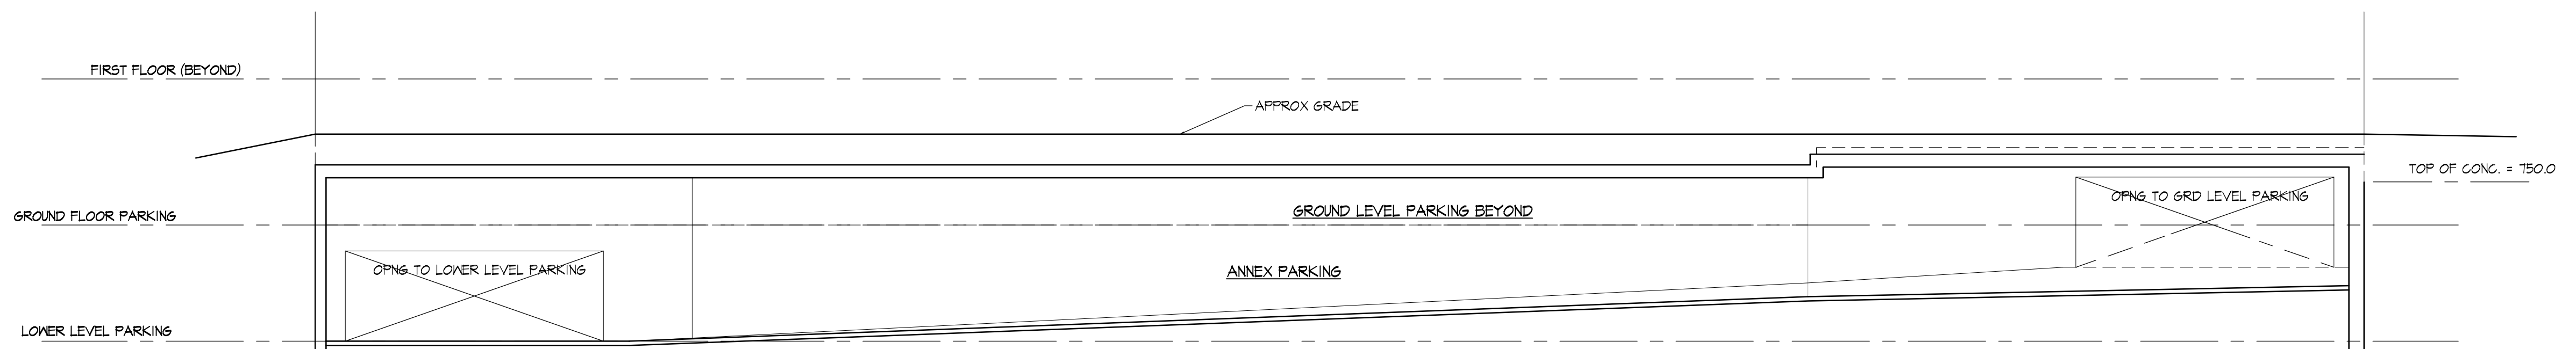 FIRST FLOOR (BEYOND)
APPROX GRADE
TOP OF CONC. = 750.0
OPNG TO GRD LEVEL PARKING
GROUND LEVEL PARKING BEYOND
GROUND FLOOR PARKING
OPNG TO LOWER LEVEL PARKING
ANNEX PARKING
LOWER LEVEL PARKING